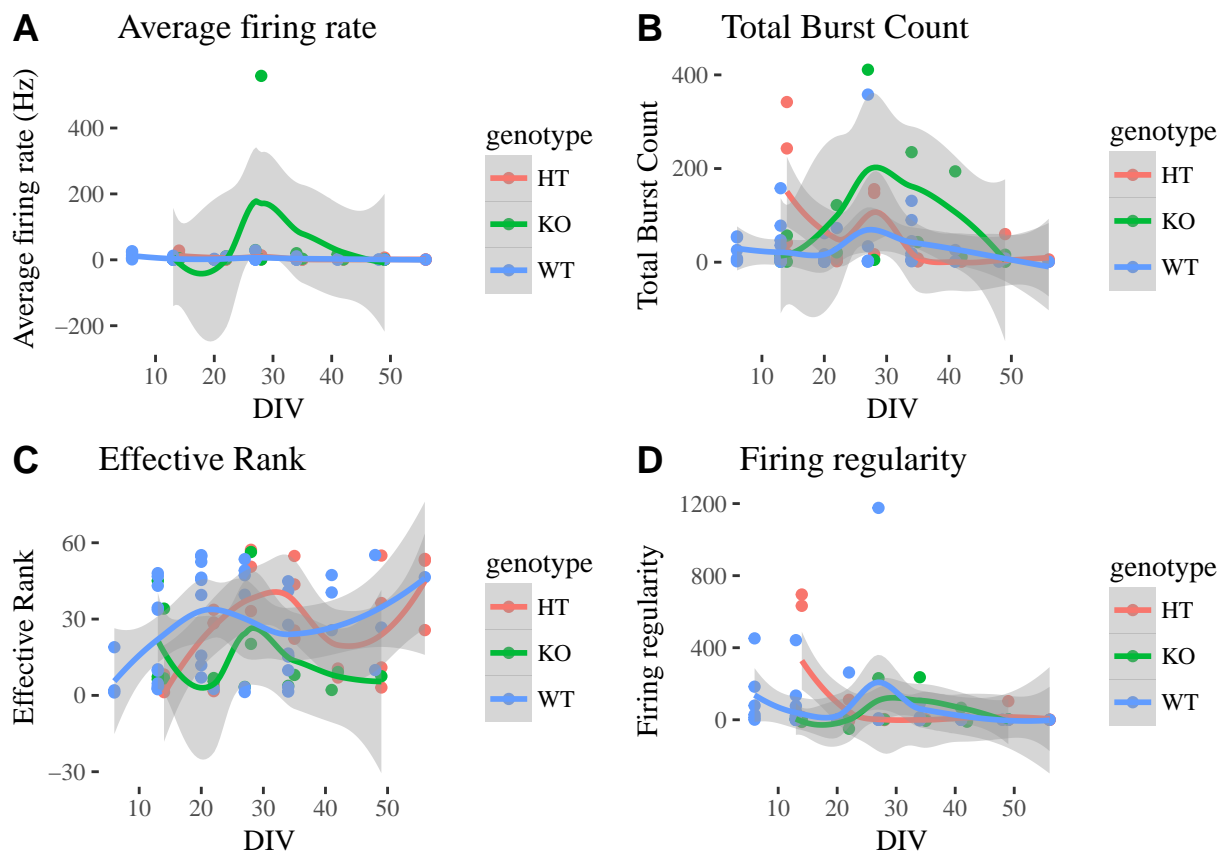 A Average firing rate
Average firing rate (Hz)
400
200
0
−200
10 20 30 40 50
DIV
genotype
HT
KO
WT
B Total Burst Count
Total Burst Count
400
200
0
10 20 30 40 50
DIV
genotype
HT
KO
WT
C Effective Rank
Effective Rank
60
30
0
−30
10 20 30 40 50
DIV
genotype
HT
KO
WT
D Firing regularity
Firing regularity
1200
800
400
0
10 20 30 40 50
DIV
genotype
HT
KO
WT